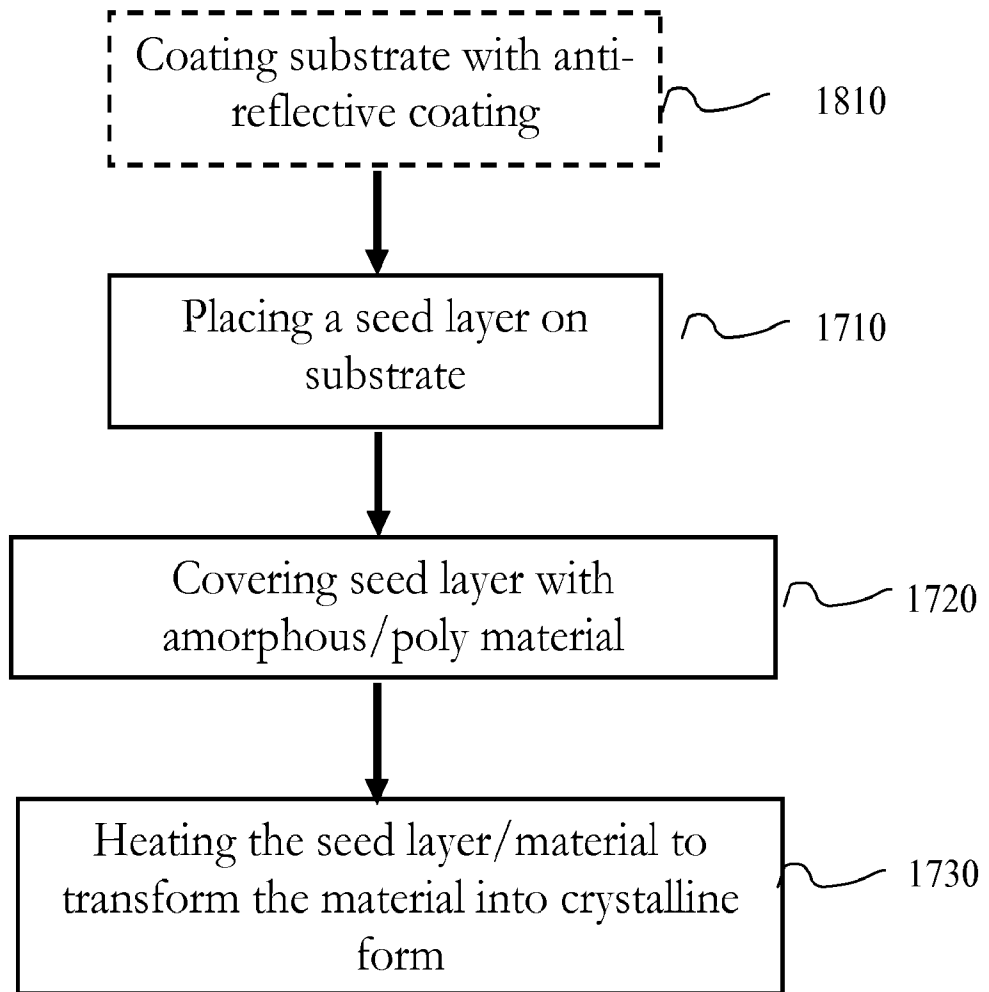 Coating substrate with anti-
reflective coating
1810
Placing a seed layer on
substrate
1710
Covering seed layer with
amorphous/poly material
1720
Heating the seed layer/material to
transform the material into crystalline
form
1730